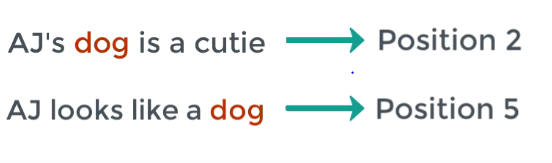 AJ's dog is a cutie → Position 2
AJ looks like a dog → Position 5